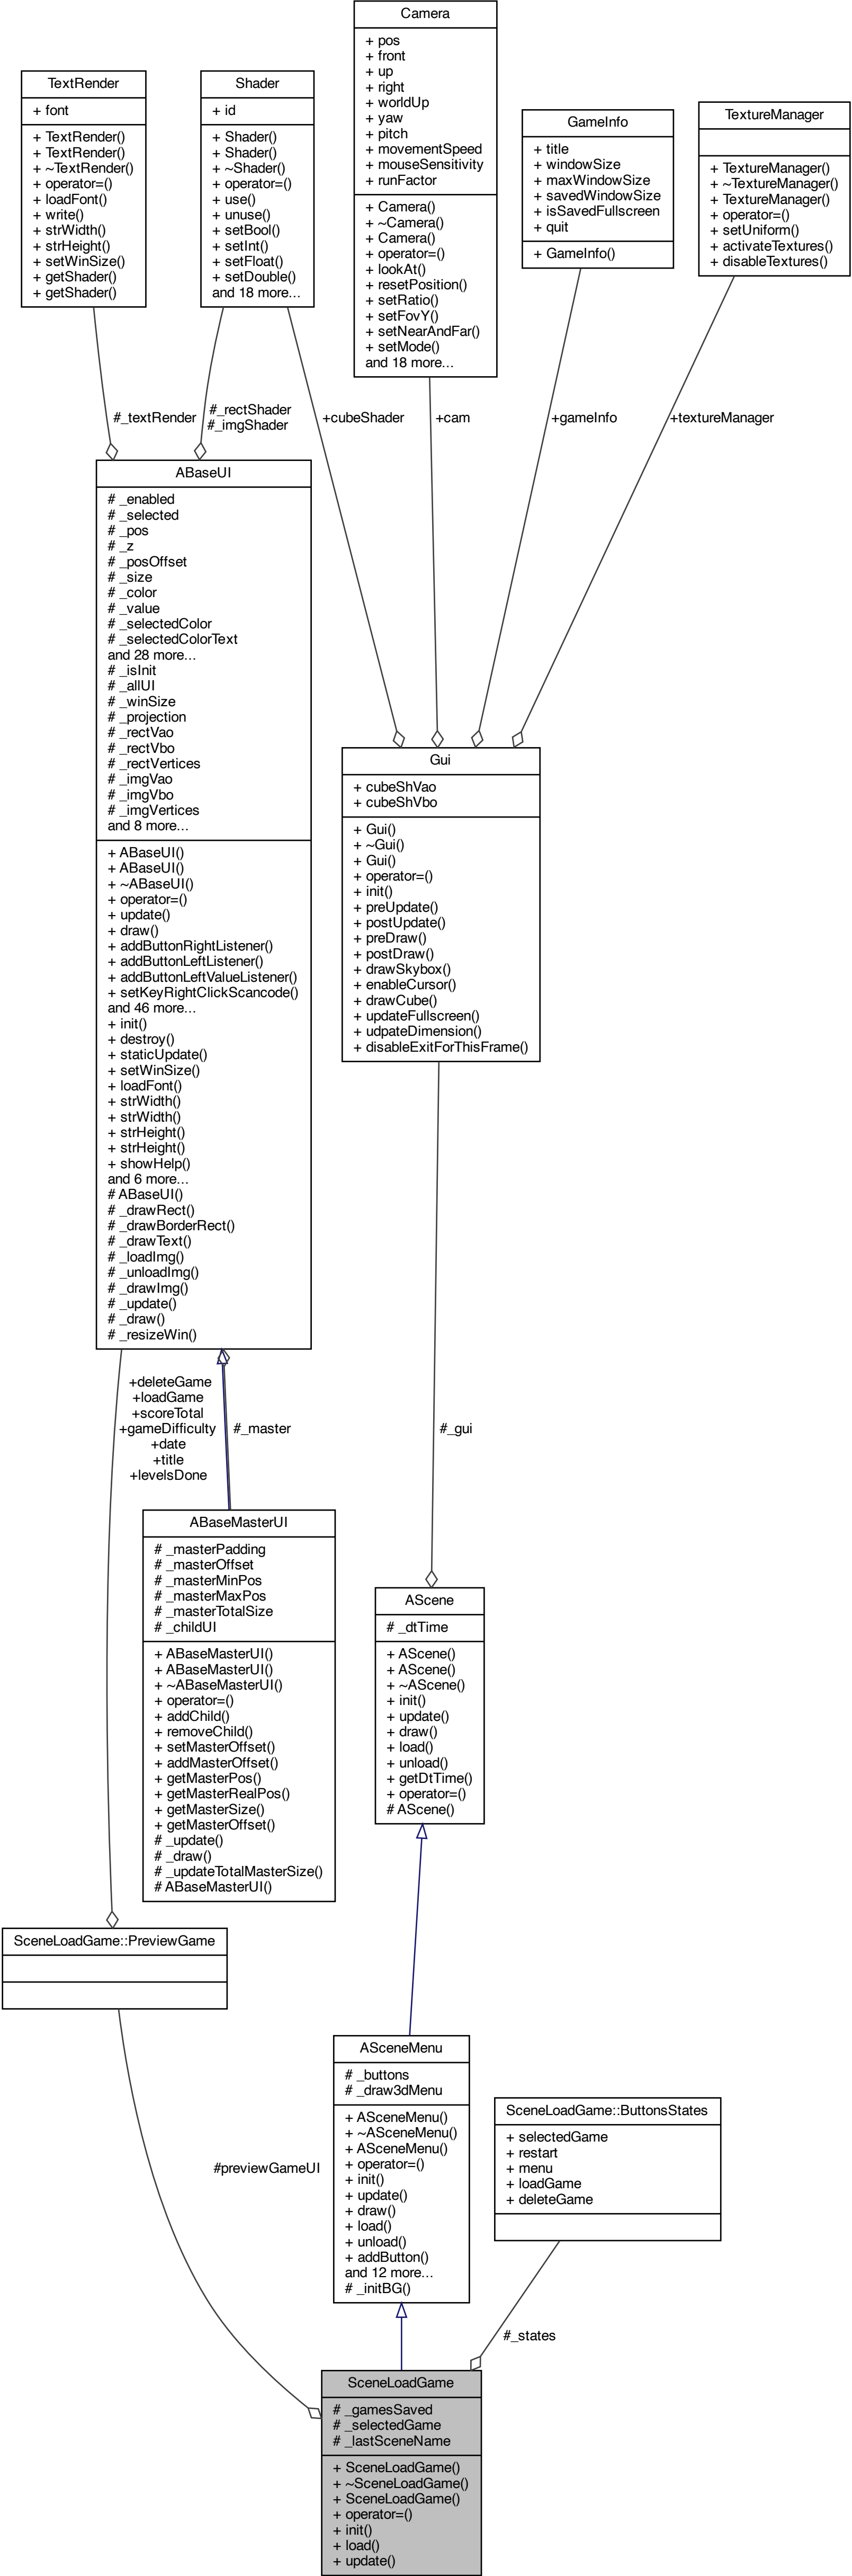 Camera
+ pos
+ front
+ up
+ right
+ worldUp
+ yaw
+ pitch
+ movementSpeed
+ mouseSensitivity
+ runFactor
+ Camera()
+ ~Camera()
+ Camera()
+ operator=()
+ lookAt()
+ resetPosition()
+ setRatio()
+ setFovY()
+ setNearAndFar()
+ setMode()
and 18 more...
TextRender
+ font
+ TextRender()
+ TextRender()
+ ~TextRender()
+ operator=()
+ loadFont()
+ write()
+ strWidth()
+ strHeight()
+ setWinSize()
+ getShader()
+ getShader()
Shader
+ id
+ Shader()
+ Shader()
+ ~Shader()
+ operator=()
+ use()
+ unuse()
+ setBool()
+ setInt()
+ setFloat()
+ setDouble()
and 18 more...
GameInfo
+ title
+ windowSize
+ maxWindowSize
+ savedWindowSize
+ isSavedFullscreen
+ quit
+ GameInfo()
TextureManager
+ TextureManager()
+ ~TextureManager()
+ TextureManager()
+ operator=()
+ setUniform()
+ activateTextures()
+ disableTextures()
#_textRender
#_rectShader
#_imgShader
+cubeShader
+cam
+gameInfo
+textureManager
ABaseUI
# _enabled
# _selected
# _pos
# _z
# _posOffset
# _size
# _color
# _value
# _selectedColor
# _selectedColorText
and 28 more...
# _isInit
# _allUI
# _winSize
# _projection
# _rectVao
# _rectVbo
# _rectVertices
# _imgVao
# _imgVbo
# _imgVertices
and 8 more...
+ ABaseUI()
+ ABaseUI()
+ ~ABaseUI()
+ operator=()
+ update()
+ draw()
+ addButtonRightListener()
+ addButtonLeftListener()
+ addButtonLeftValueListener()
+ setKeyRightClickScancode()
and 46 more...
+ init()
+ destroy()
+ staticUpdate()
+ setWinSize()
+ loadFont()
+ strWidth()
+ strWidth()
+ strHeight()
+ strHeight()
+ showHelp()
and 6 more...
# ABaseUI()
# _drawRect()
# _drawBorderRect()
# _drawText()
# _loadImg()
# _unloadImg()
# _drawImg()
# _update()
# _draw()
# _resizeWin()
Gui
+ cubeShVao
+ cubeShVbo
+ Gui()
+ ~Gui()
+ Gui()
+ operator=()
+ init()
+ preUpdate()
+ postUpdate()
+ preDraw()
+ postDraw()
+ drawSkybox()
+ enableCursor()
+ drawCube()
+ updateFullscreen()
+ udpateDimension()
+ disableExitForThisFrame()
+deleteGame
+loadGame
+scoreTotal
+gameDifficulty
+date
+title
+levelsDone
#_master
#_gui
ABaseMasterUI
# _masterPadding
# _masterOffset
# _masterMinPos
# _masterMaxPos
# _masterTotalSize
# _childUI
+ ABaseMasterUI()
+ ABaseMasterUI()
+ ~ABaseMasterUI()
+ operator=()
+ addChild()
+ removeChild()
+ setMasterOffset()
+ addMasterOffset()
+ getMasterPos()
+ getMasterRealPos()
+ getMasterSize()
+ getMasterOffset()
# _update()
# _draw()
# _updateTotalMasterSize()
# ABaseMasterUI()
AScene
# _dtTime
+ AScene()
+ AScene()
+ ~AScene()
+ init()
+ update()
+ draw()
+ load()
+ unload()
+ getDtTime()
+ operator=()
# AScene()
SceneLoadGame::PreviewGame
ASceneMenu
# _buttons
# _draw3dMenu
+ ASceneMenu()
+ ~ASceneMenu()
+ ASceneMenu()
+ operator=()
+ init()
+ update()
+ draw()
+ load()
+ unload()
+ addButton()
and 12 more...
# _initBG()
SceneLoadGame::ButtonsStates
+ selectedGame
+ restart
+ menu
+ loadGame
+ deleteGame
#previewGameUI
#_states
SceneLoadGame
# _gamesSaved
# _selectedGame
# _lastSceneName
+ SceneLoadGame()
+ ~SceneLoadGame()
+ SceneLoadGame()
+ operator=()
+ init()
+ load()
+ update()